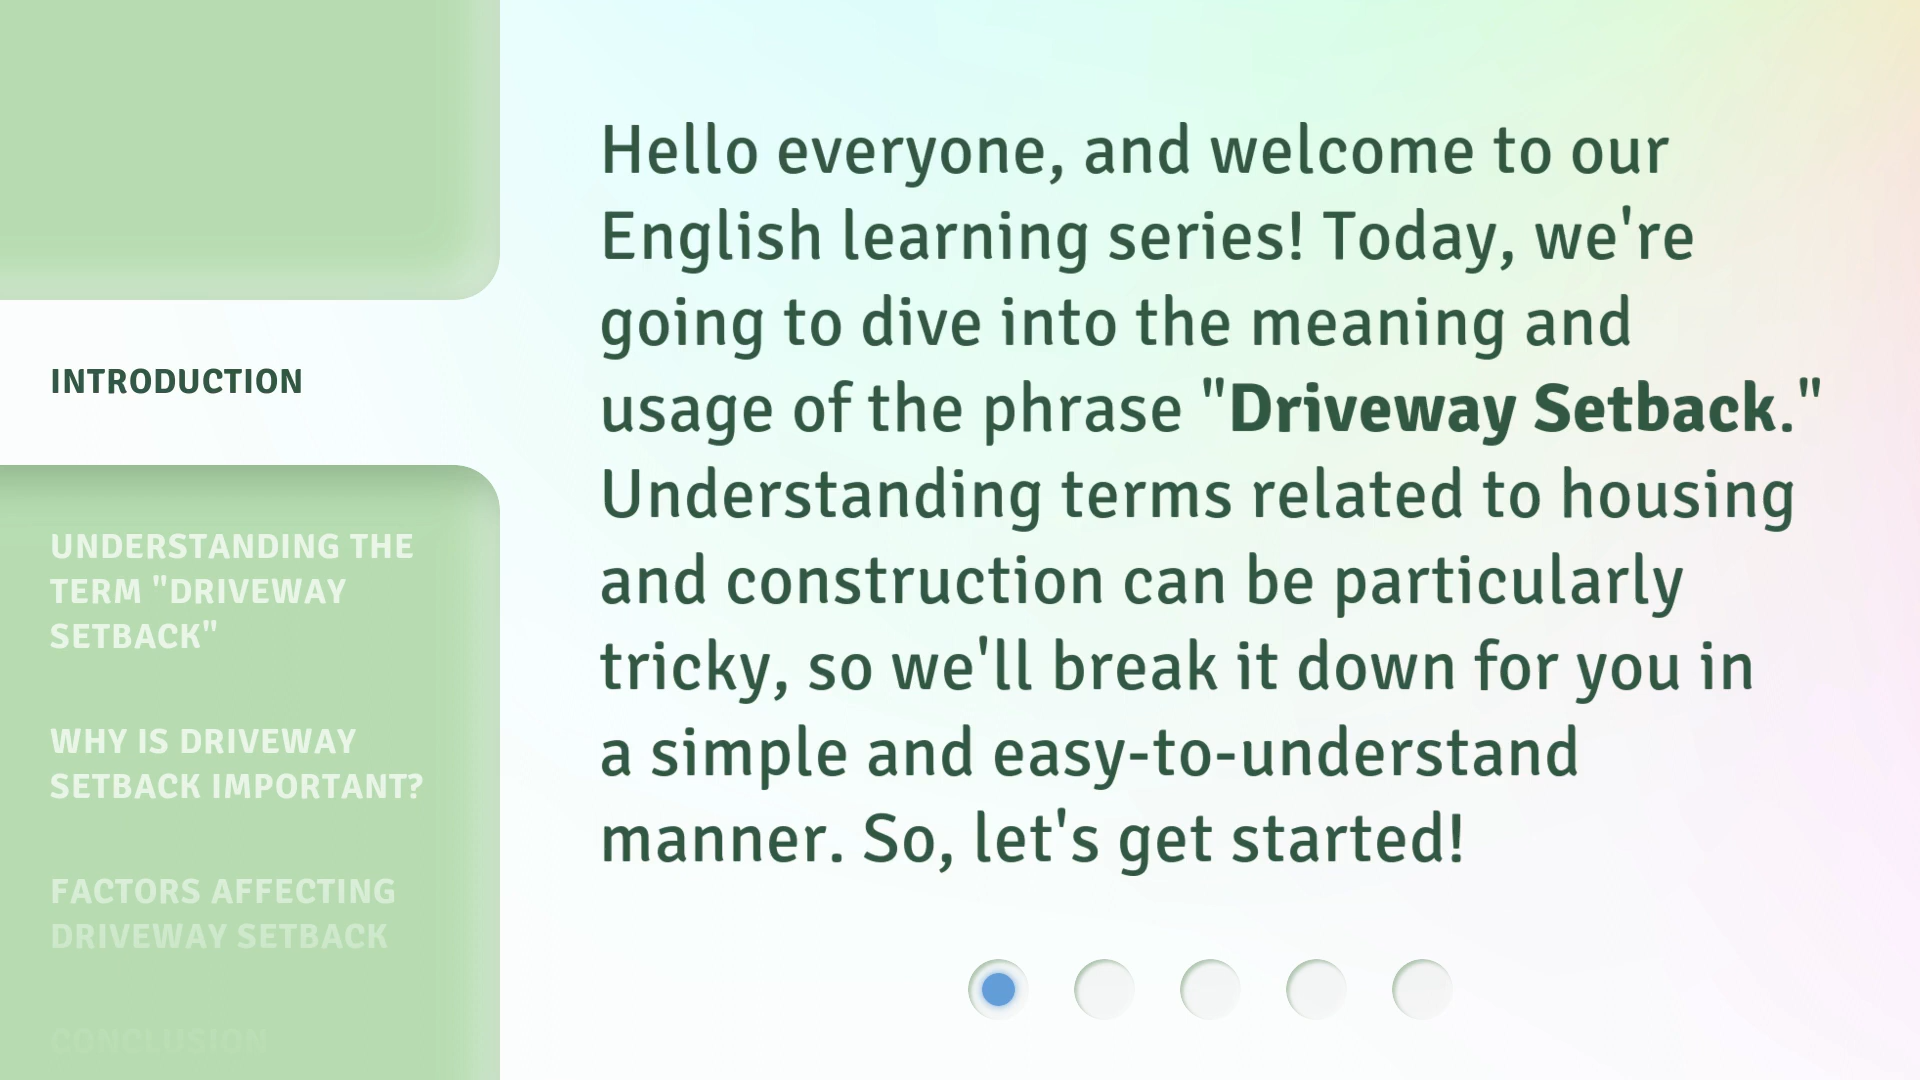 INTRODUCTION
UNDERSTANDING THE
TERM "DRIVEWAY
SETBACK"
WHY IS DRIVEWAY
SETBACK IMPORTANT?
FACTORS AFFECTING
DRIVEWAY SETBACK
CONCLUSION
Hello everyone, and welcome to our
English learning series! Today, we're
going to dive into the meaning and
usage of the phrase "Driveway Setback."
Understanding terms related to housing
and construction can be particularly
tricky, so we'll break it down for you in
a simple and easy-to-understand
manner. So, let's get started!